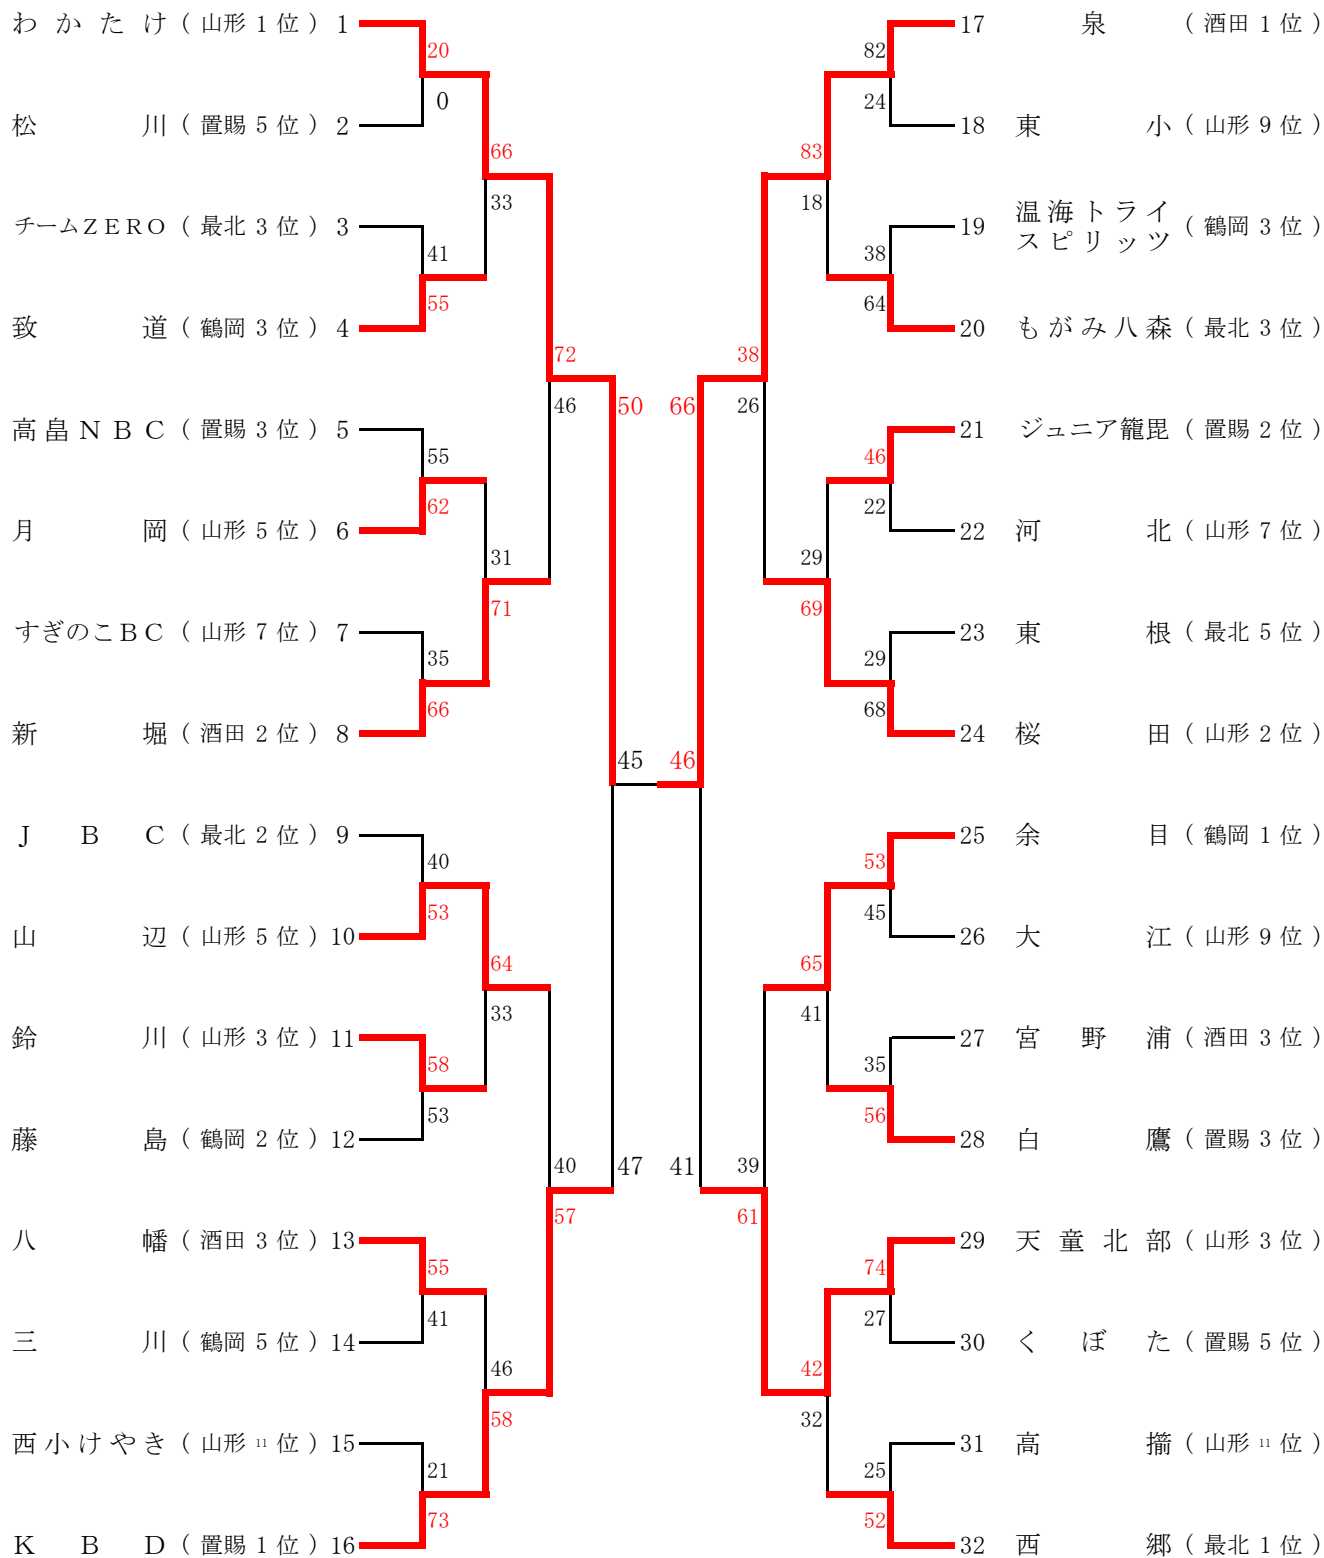 わかたけ（山形 1 位）1
20
0
松川（置賜 5 位）2
66
33
チームZERO（最北 3 位）3
41
55
致道（鶴岡 3 位）4
72
46
高畠NBC（置賜 3 位）5
55
62
月岡（山形 5 位）6
31
71
すぎのこBC（山形 7 位）7
35
66
新堀（酒田 2 位）8
50
45
47
JBC（最北 2 位）9
40
53
山辺（山形 5 位）10
64
33
鈴川（山形 3 位）11
58
53
藤島（鶴岡 2 位）12
40
57
八幡（酒田 3 位）13
55
41
三川（鶴岡 5 位）14
46
58
西小けやき（山形 11 位）15
21
73
KBD（置賜 1 位）16
17 泉（酒田 1 位）
82
24
18 東小（山形 9 位）
83
18
19 温海トライ
スピリッツ（鶴岡 3 位）
38
64
20 もがみ八森（最北 3 位）
38
26
21 ジュニア籠毘（置賜 2 位）
46
22
22 河北（山形 7 位）
29
69
23 東根（最北 5 位）
29
68
24 桜田（山形 2 位）
66
46
41
25 余目（鶴岡 1 位）
53
45
26 大江（山形 9 位）
65
41
27 宮野浦（酒田 3 位）
35
56
28 白鷹（置賜 3 位）
39
61
29 天童北部（山形 3 位）
74
27
30 くぼた（置賜 5 位）
42
32
31 高擶（山形 11 位）
25
52
32 西郷（最北 1 位）